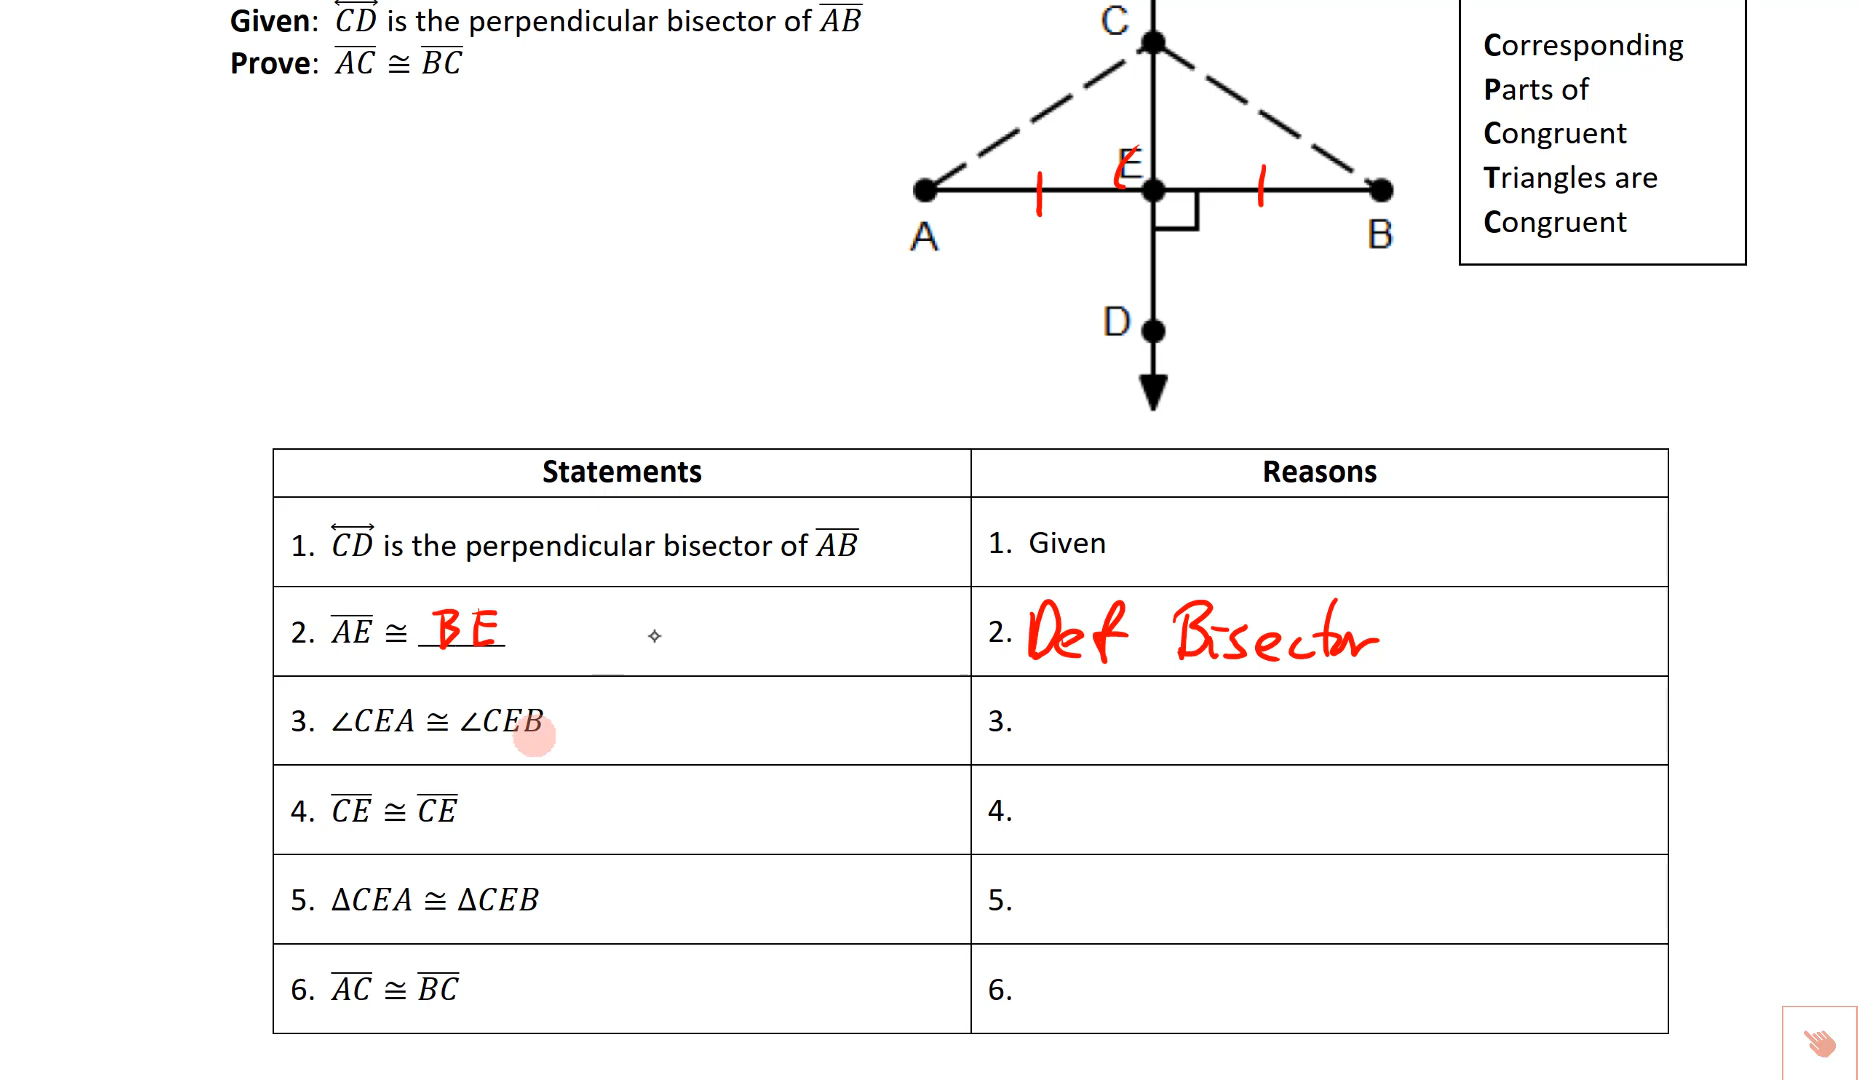 Given: CD is the perpendicular bisector of AB
Prove: AC ≅ BC
C
E
A
B
D
Corresponding
Parts of
Congruent
Triangles are
Congruent
Statements
Reasons
1. CD is the perpendicular bisector of AB
1. Given
2. AE ≅ BE
2. Def Bisector
3. ∠CEA ≅ ∠CEB
3.
4. CE ≅ CE
4.
5. ΔCEA ≅ ΔCEB
5.
6. AC ≅ BC
6.